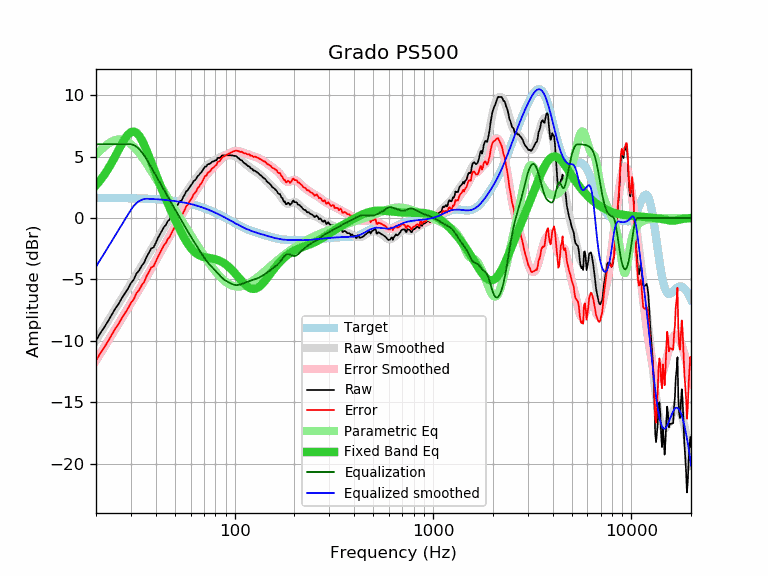 Grado PS500
10
5
0
−5
−10
−15
−20
Amplitude (dBr)
Target
Raw Smoothed
Error Smoothed
Raw
Error
Parametric Eq
Fixed Band Eq
Equalization
Equalized smoothed
100
1000
10000
Frequency (Hz)